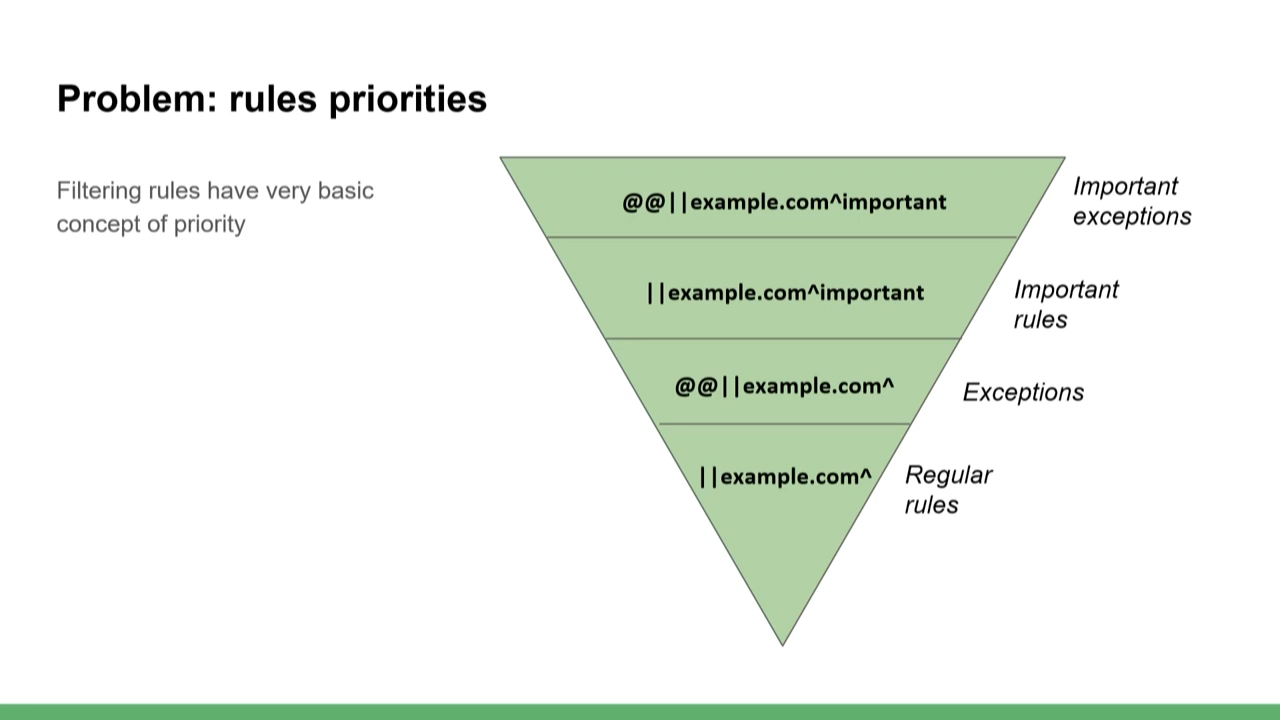 Problem: rules priorities
Filtering rules have very basic
concept of priority
@@||example.com^important
Important
exceptions
||example.com^important
Important
rules
@@||example.com^
Exceptions
||example.com^
Regular
rules